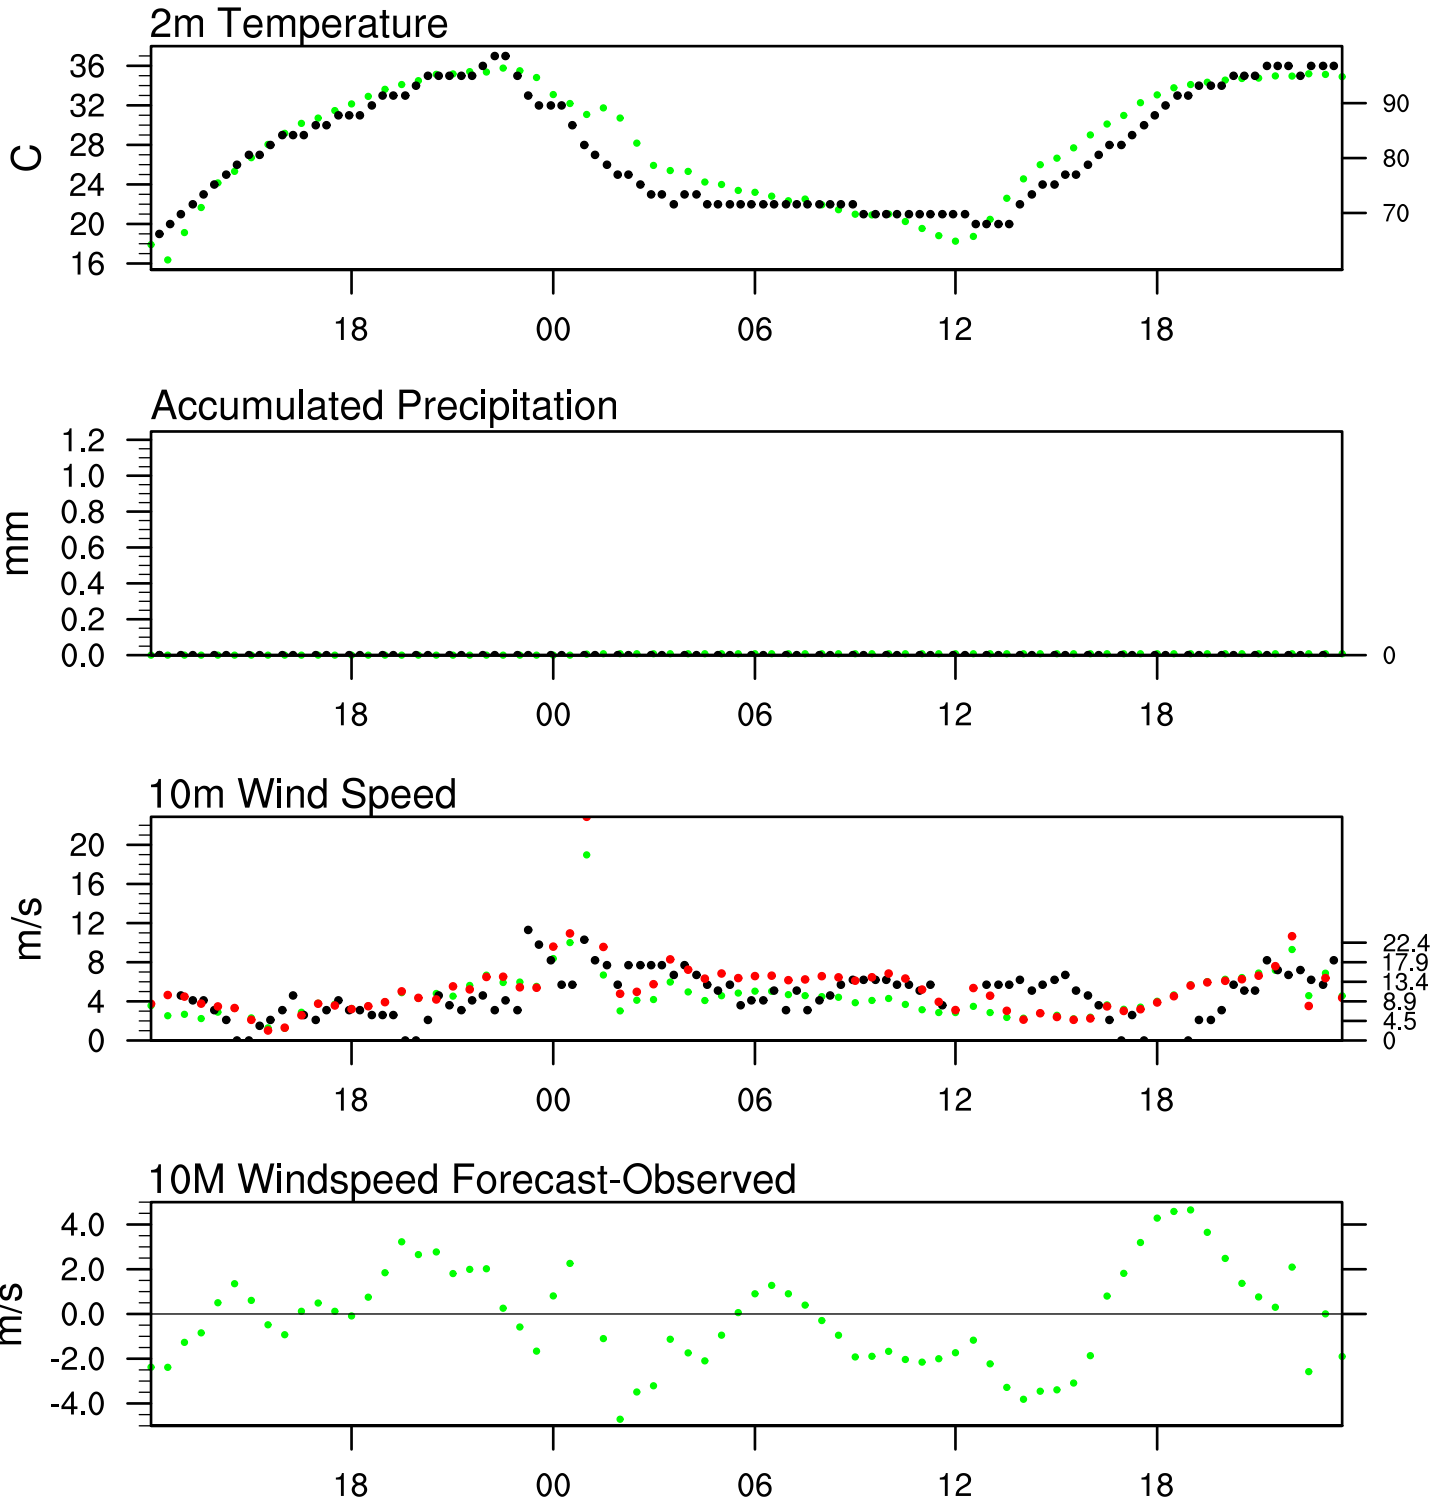 2m Temperature
36
32
28
24
20
16
C
90
80
70
18 00 06 12 18
Accumulated Precipitation
1.2
1.0
0.8
0.6
0.4
0.2
0.0
mm
0
18 00 06 12 18
10m Wind Speed
20
16
12
8
4
0
m/s
22.4
17.9
13.4
8.9
4.5
0
18 00 06 12 18
10M Windspeed Forecast-Observed
4.0
2.0
0.0
-2.0
-4.0
m/s
18 00 06 12 18